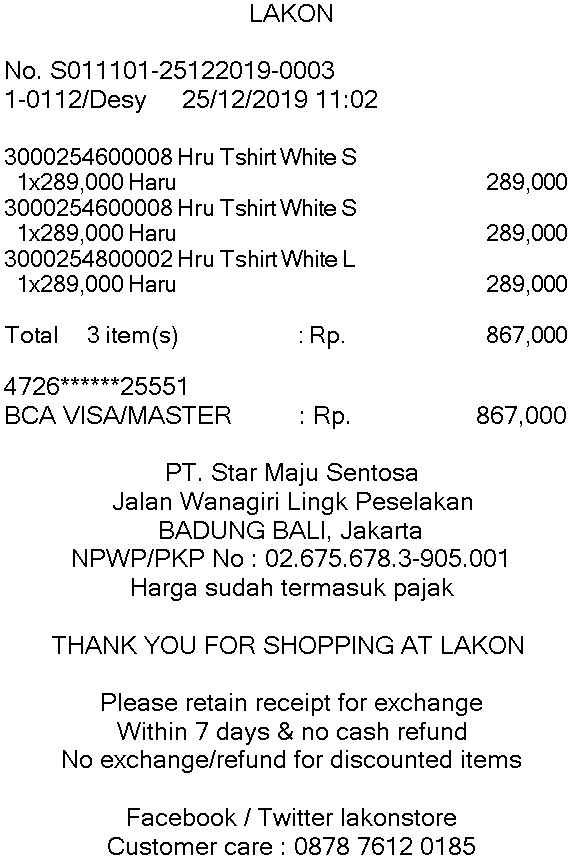 LAKON
No. S011101-25122019-0003
1-0112/Desy 25/12/2019 11:02
3000254600008 Hru Tshirt White S
1x289,000 Haru 289,000
3000254600008 Hru Tshirt White S
1x289,000 Haru 289,000
3000254800002 Hru Tshirt White L
1x289,000 Haru 289,000
Total 3 item(s) : Rp. 867,000
4726******25551
BCA VISA/MASTER : Rp. 867,000
PT. Star Maju Sentosa
Jalan Wanagiri Lingk Peselakan
BADUNG BALI, Jakarta
NPWP/PKP No : 02.675.678.3-905.001
Harga sudah termasuk pajak
THANK YOU FOR SHOPPING AT LAKON
Please retain receipt for exchange
Within 7 days & no cash refund
No exchange/refund for discounted items
Facebook / Twitter lakonstore
Customer care : 0878 7612 0185